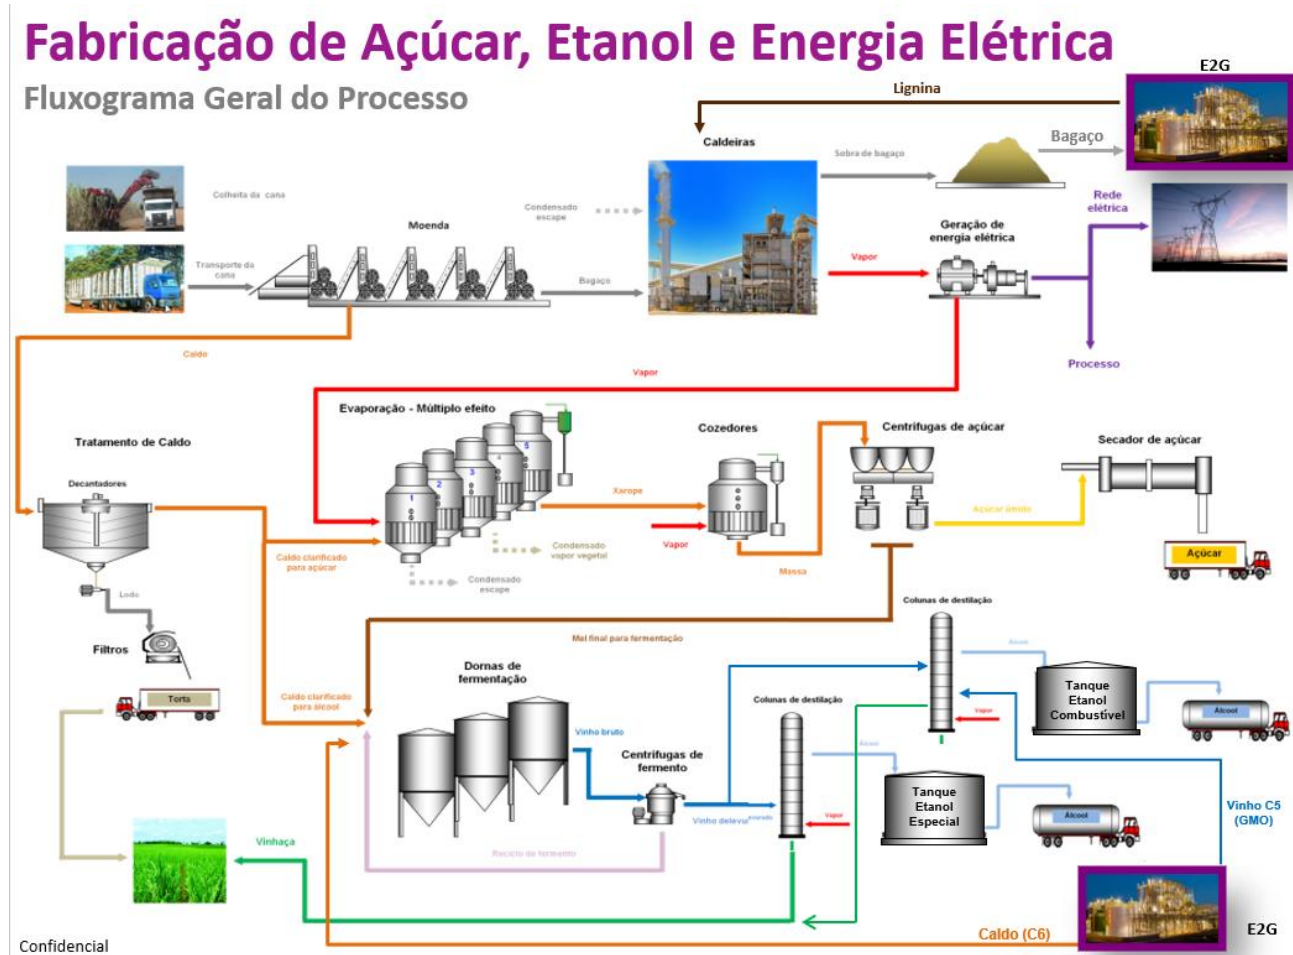 Fabricação de Açúcar, Etanol e Energia Elétrica
Fluxograma Geral do Processo
E2G
Lignina
Caldeiras
Sobra de bagaço
Bagaço
Colheita da cana
Condensado
escape
Rede
elétrica
Moenda
Geração de
energia elétrica
Transporte da
cana
Vapor
Bagaço
Caldo
Processo
Vapor
Evaporação - Múltiplo efeito
Tratamento de Caldo
Cozedores
Centrífugas de açúcar
Secador de açúcar
Decantadores
5
4
3
2
1
Xarope
Açúcar úmido
Vapor
Condensado
vapor vegetal
Caldo clarificado
para açúcar
Massa
Açúcar
Condensado
escape
Lodo
Colunas de destilação
Filtros
Mel final para fermentação
Álcool
Dornas de
fermentação
Torta
Caldo clarificado
para álcool
Colunas de destilação
Tanque
Etanol
Combustível
Álcool
Vapor
Vinho bruto
Centrífugas de
fermento
Álcool
Tanque
Etanol
Especial
Vinho C5
(GMO)
Álcool
Vapor
Vinho delevurado
Vinhaça
Reciclo de fermento
Caldo (C6)
E2G
Confidencial